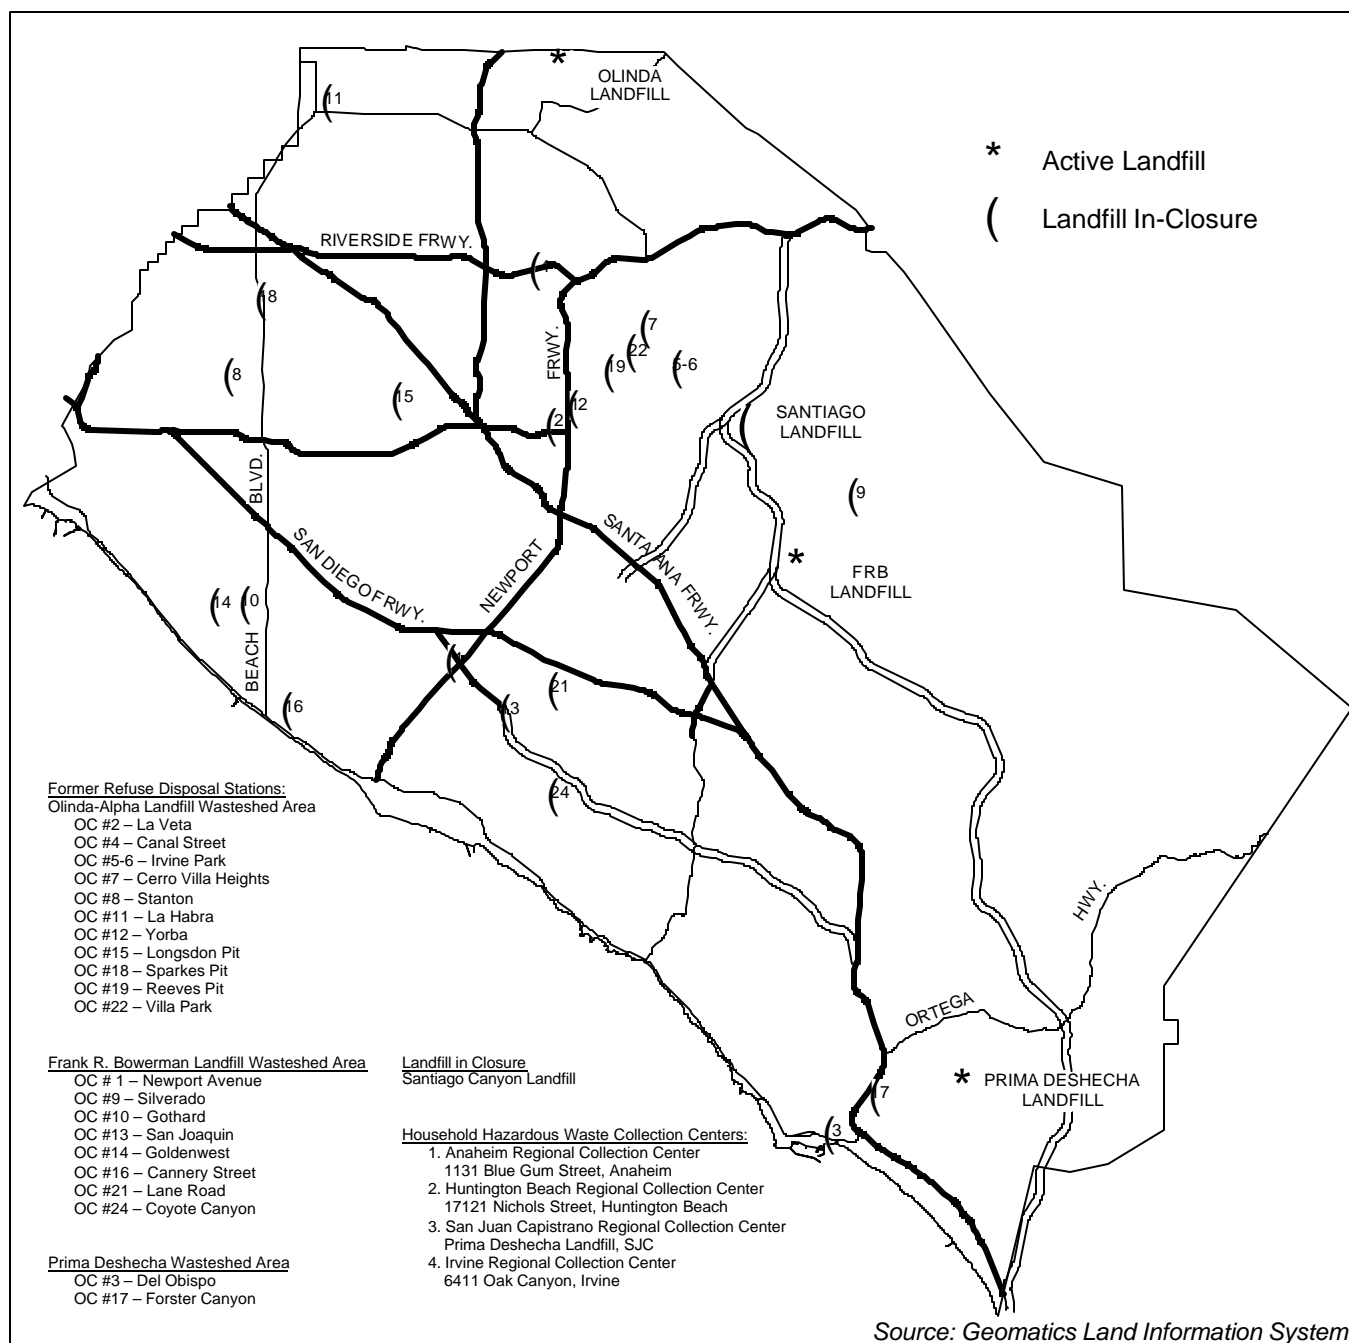 OLINDA
LANDFILL
11
* Active Landfill
( Landfill In-Closure
RIVERSIDE FRWY.
18
7
FRWY.
22
19
5-6
8
15
12
2
SANTIAGO
LANDFILL
BLVD.
9
SAN DIEGO FRWY.
NEWPORT
SANTA ANA FRWY.
FRB
LANDFILL
14
10
BEACH
21
16
13
24
HWY.
ORTEGA
PRIMA DESHECHA
LANDFILL
17
3
Former Refuse Disposal Stations:
Olinda-Alpha Landfill Wasteshed Area
OC #2 – La Veta
OC #4 – Canal Street
OC #5-6 – Irvine Park
OC #7 – Cerro Villa Heights
OC #8 – Stanton
OC #11 – La Habra
OC #12 – Yorba
OC #15 – Longsdon Pit
OC #18 – Sparkes Pit
OC #19 – Reeves Pit
OC #22 – Villa Park
Frank R. Bowerman Landfill Wasteshed Area
OC # 1 – Newport Avenue
OC #9 – Silverado
OC #10 – Gothard
OC #13 – San Joaquin
OC #14 – Goldenwest
OC #16 – Cannery Street
OC #21 – Lane Road
OC #24 – Coyote Canyon
Prima Deshecha Wasteshed Area
OC #3 – Del Obispo
OC #17 – Forster Canyon
Landfill in Closure
Santiago Canyon Landfill
Household Hazardous Waste Collection Centers:
1. Anaheim Regional Collection Center
1131 Blue Gum Street, Anaheim
2. Huntington Beach Regional Collection Center
17121 Nichols Street, Huntington Beach
3. San Juan Capistrano Regional Collection Center
Prima Deshecha Landfill, SJC
4. Irvine Regional Collection Center
6411 Oak Canyon, Irvine
Source: Geomatics Land Information System